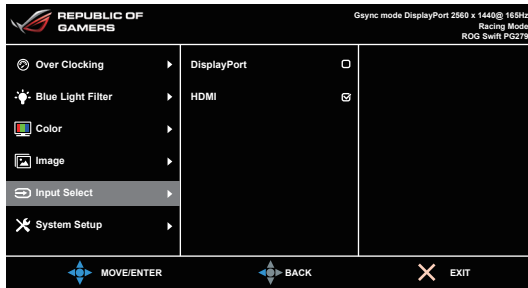 REPUBLIC OF
GAMERS
Gsync mode DisplayPort 2560 x 1440@ 165Hz
Racing Mode
ROG Swift PG279
Over Clocking
DisplayPort
Blue Light Filter
HDMI
Color
Image
Input Select
System Setup
MOVE/ENTER
BACK
EXIT